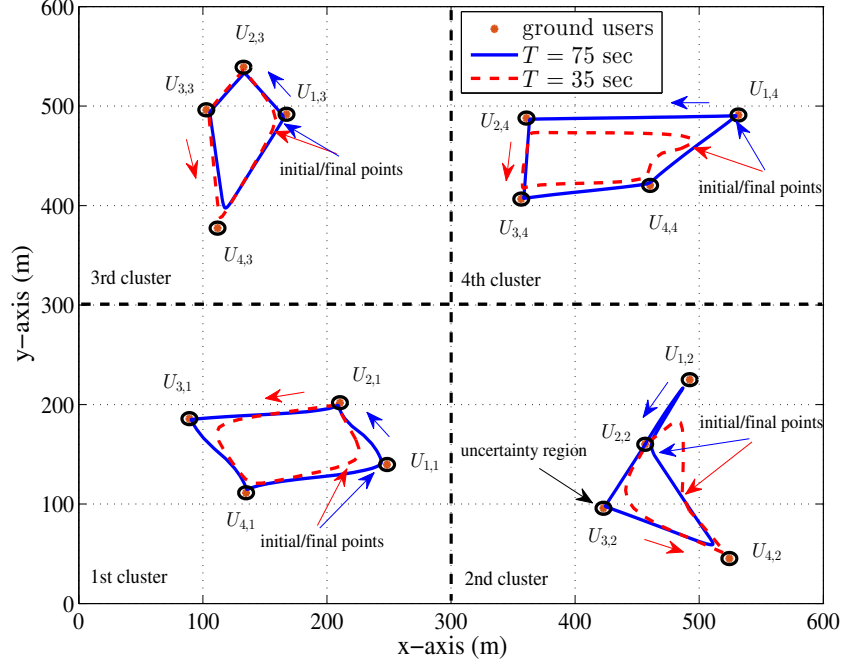 ground users
T = 75 sec
T = 35 sec
U2,3
U3,3
U1,3
initial/final points
U4,3
3rd cluster
U1,4
U2,4
initial/final points
U3,4
U4,4
4th cluster
U3,1
U2,1
U1,1
U4,1
initial/final points
1st cluster
U1,2
initial/final points
U2,2
uncertainty region
U3,2
U4,2
2nd cluster
600
500
400
300
200
100
0
0 100 200 300 400 500 600
y−axis (m)
x−axis (m)